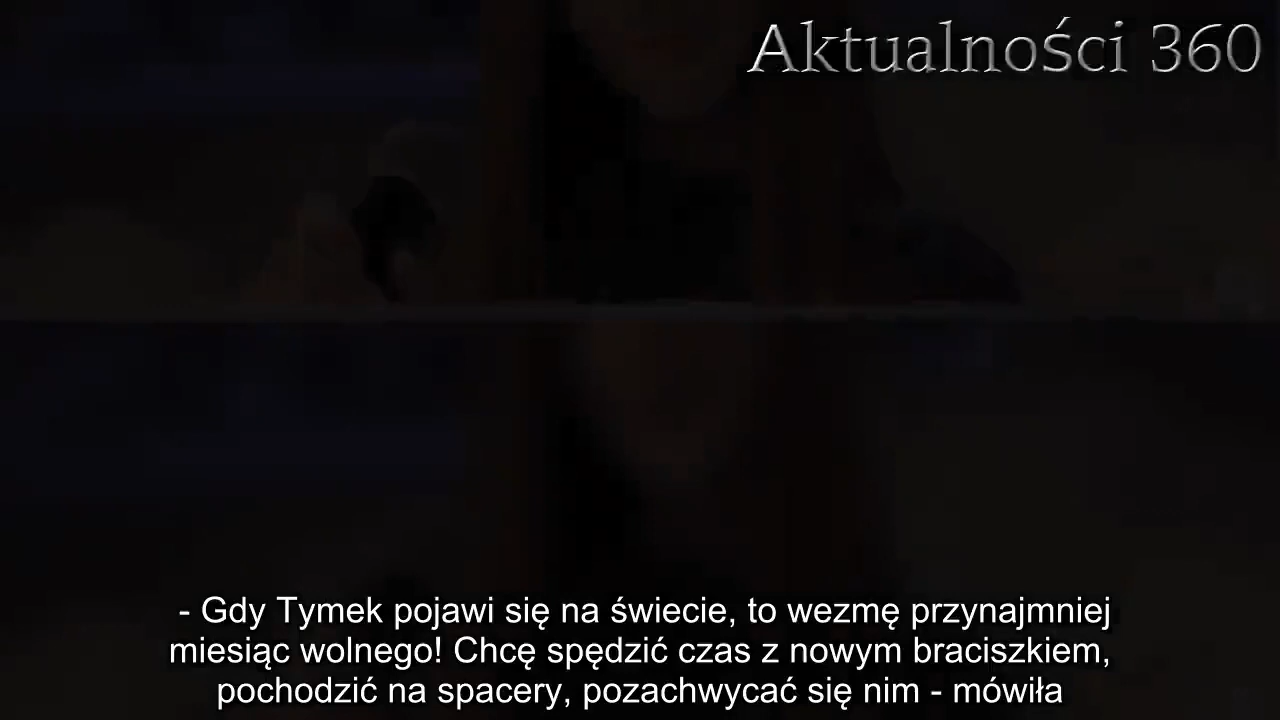 Aktualności 360
- Gdy Tymek pojawi się na świecie, to wezmę przynajmniej
miesiąc wolnego! Chcę spędzić czas z nowym braciszkiem,
pochodzić na spacery, pozachwycać się nim - mówiła